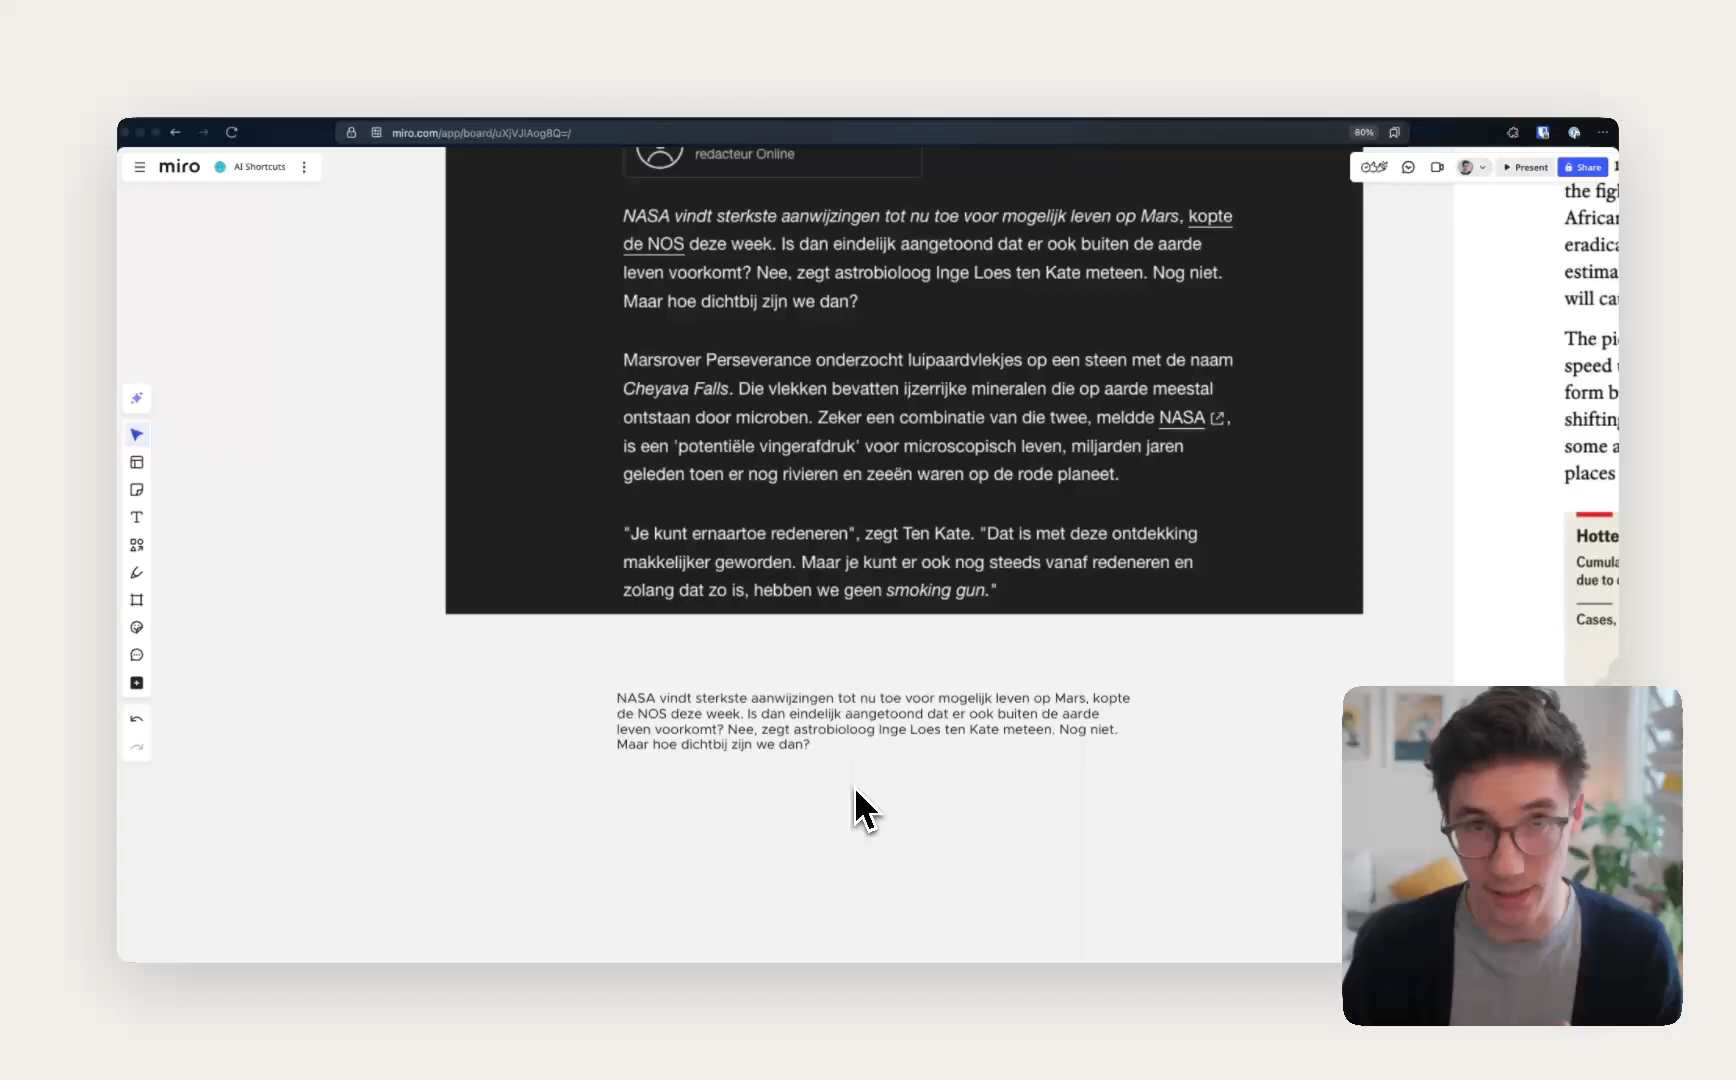 miro.com/app/board/uXjVJIAog8Q=/
80%
miro
AI Shortcuts
Present
Share
redacteur Online
NASA vindt sterkste aanwijzingen tot nu toe voor mogelijk leven op Mars, kopte
de NOS deze week. Is dan eindelijk aangetoond dat er ook buiten de aarde
leven voorkomt? Nee, zegt astrobioloog Inge Loes ten Kate meteen. Nog niet.
Maar hoe dichtbij zijn we dan?
Marsrover Perseverance onderzocht luipaardvlekjes op een steen met de naam
Cheyava Falls. Die vlekken bevatten ijzerrijke mineralen die op aarde meestal
ontstaan door microben. Zeker een combinatie van die twee, meldde NASA,
is een 'potentiële vingerafdruk' voor microscopisch leven, miljarden jaren
geleden toen er nog rivieren en zeeën waren op de rode planeet.
"Je kunt ernaartoe redeneren", zegt Ten Kate. "Dat is met deze ontdekking
makkelijker geworden. Maar je kunt er ook nog steeds vanaf redeneren en
zolang dat zo is, hebben we geen smoking gun."
NASA vindt sterkste aanwijzingen tot nu toe voor mogelijk leven op Mars, kopte
de NOS deze week. Is dan eindelijk aangetoond dat er ook buiten de aarde
leven voorkomt? Nee, zegt astrobioloog Inge Loes ten Kate meteen. Nog niet.
Maar hoe dichtbij zijn we dan?
the figh
African
eradica
estima
will ca
The pi
speed
form b
shifting
some a
places
Hotte
Cumula
due to
Cases,